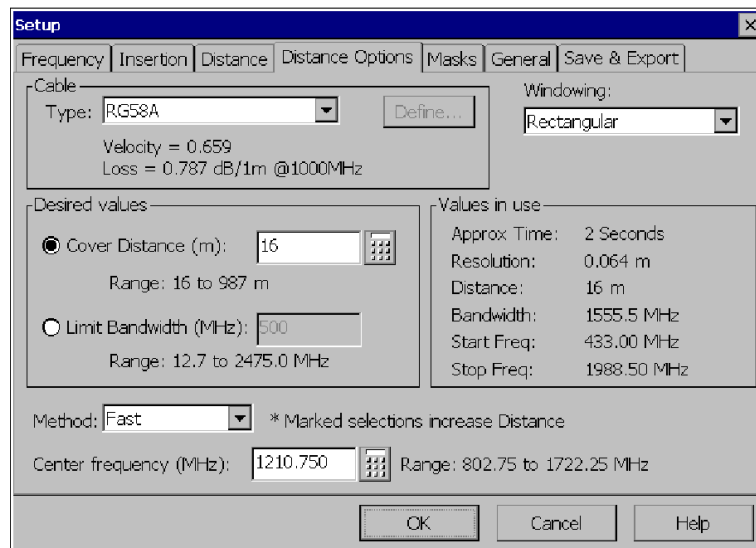 Setup
Frequency Insertion Distance Distance Options Masks General Save & Export
Cable
Type: RG58A Define...
Velocity = 0.659
Loss = 0.787 dB/1m @1000MHz
Windowing:
Rectangular
Desired values
Cover Distance (m): 16
Range: 16 to 987 m
Limit Bandwidth (MHz): 500
Range: 12.7 to 2475.0 MHz
Values in use
Approx Time: 2 Seconds
Resolution: 0.064 m
Distance: 16 m
Bandwidth: 1555.5 MHz
Start Freq: 433.00 MHz
Stop Freq: 1988.50 MHz
Method: Fast * Marked selections increase Distance
Center frequency (MHz): 1210.750 Range: 802.75 to 1722.25 MHz
OK Cancel Help